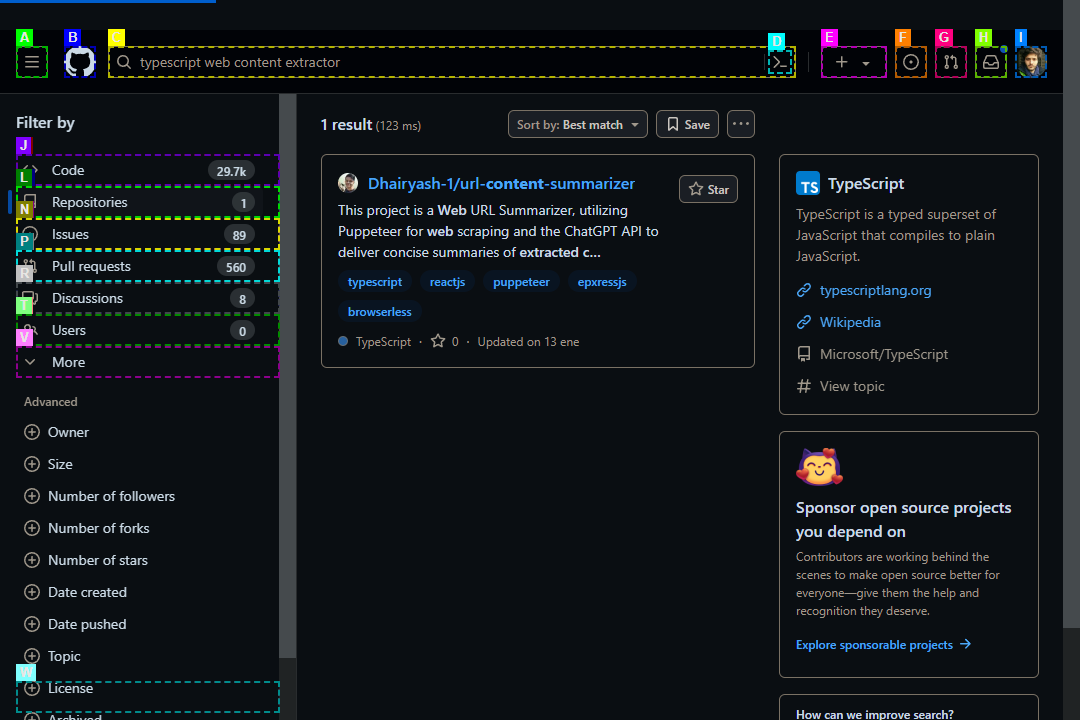 A
B
C
D
E
F
G
H
I
typescript web content extractor
Filter by
J
Code
29.7k
L
Repositories
1
N
Issues
89
P
Pull requests
560
R
Discussions
8
T
Users
0
V
More
Advanced
Owner
Size
Number of followers
Number of forks
Number of stars
Date created
Date pushed
Topic
W
License
Archived
1 result (123 ms)
Sort by: Best match
Save
Dhairyash-1/url-content-summarizer
Star
This project is a Web URL Summarizer, utilizing
Puppeteer for web scraping and the ChatGPT API to
deliver concise summaries of extracted c...
typescript reactjs puppeteer epxressjs
browserless
TypeScript · 0 · Updated on 13 ene
TS TypeScript
TypeScript is a typed superset of
JavaScript that compiles to plain
JavaScript.
typescriptlang.org
Wikipedia
Microsoft/TypeScript
View topic
Sponsor open source projects
you depend on
Contributors are working behind the
scenes to make open source better for
everyone—give them the help and
recognition they deserve.
Explore sponsorable projects
How can we improve search?